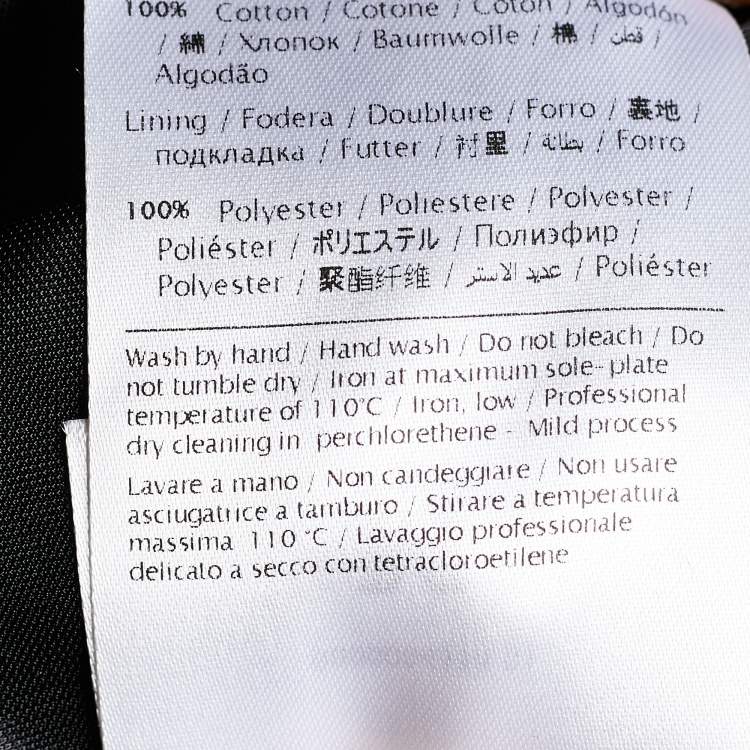 100% Cotton / Cotone / Coton / Algodón
/ 綿 / Хлопок / Baumwolle / 棉 / قطن /
Algodão
Lining / Fodera / Doublure / Forro / 裏地 /
подкладка / Futter / 衬里 / بطانة / Forro
100% Polyester / Poliestere / Polyester /
Poliéster / ポリエステル / Полиэфир /
Polyester / 聚酯纤维 / عديد الاستر / Poliéster
Wash by hand / Hand wash / Do not bleach / Do
not tumble dry / Iron at maximum sole-plate
temperature of 110°C / Iron, low / Professional
dry cleaning in perchlorethene - Mild process
Lavare a mano / Non candeggiare / Non usare
asciugatrice a tamburo / Stirare a temperatura
massima 110 °C / Lavaggio professionale
delicato a secco con tetracloroetilene